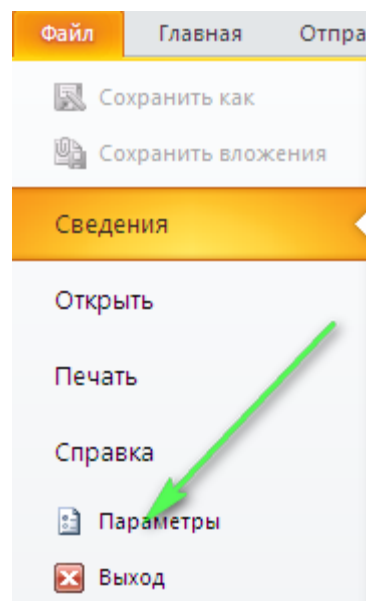 Файл Главная Отпра
Сохранить как
Сохранить вложения
Сведения
Открыть
Печать
Справка
Параметры
Выход